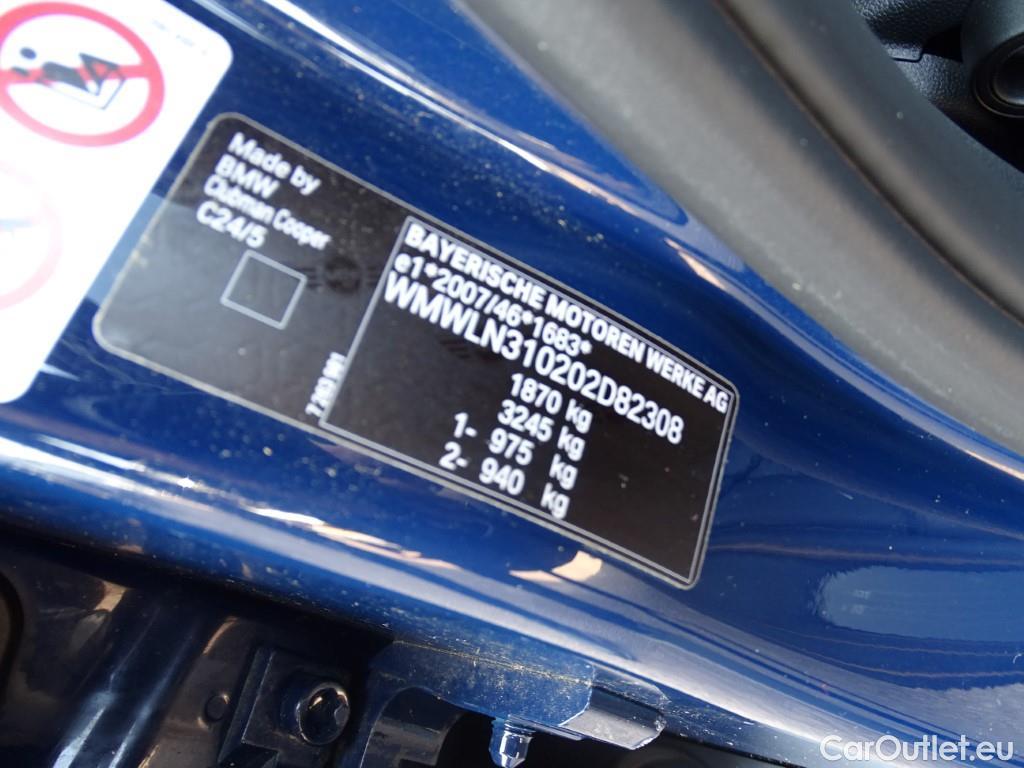 Made by
BMW
Clubman Cooper
C24/5
BAYERISCHE MOTOREN WERKE AG
e1*2007/46*1683*
WMWLN310202D82308
1870 kg
3245 kg
1- 975 kg
2- 940 kg
CarOutlet.eu